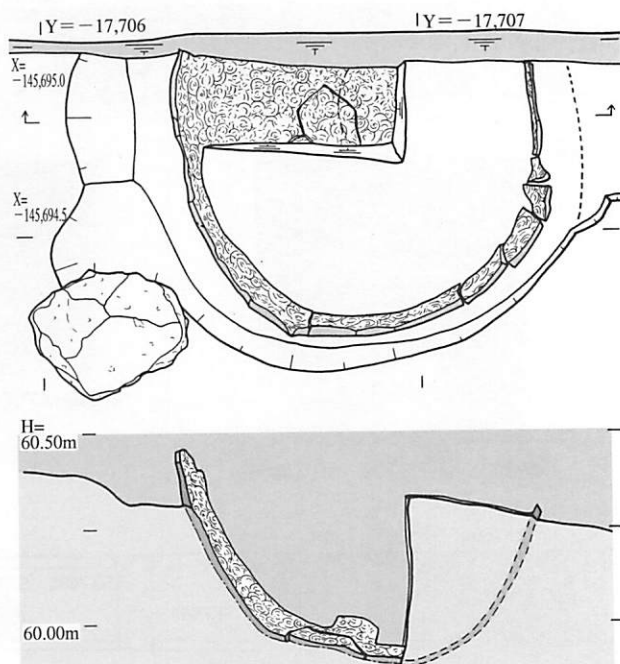 Y=－17,706
Y=－17,707
X=
－145,695.0
X=
－145,694.5
H=
60.50m
60.00m